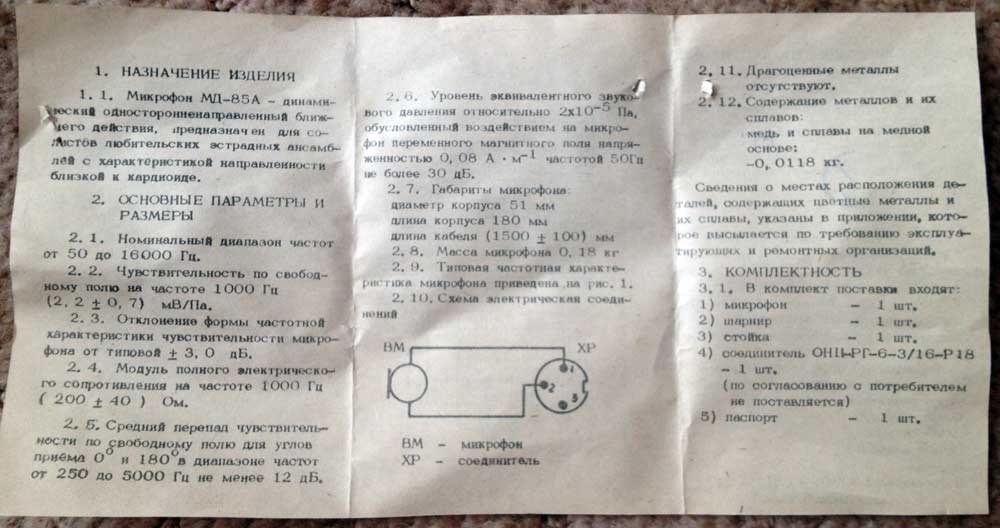 1. НАЗНАЧЕНИЕ ИЗДЕЛИЯ
1. 1. Микрофон МД-85А - динами-
ческий односторонненаправленный ближ-
него действия, предназначен для со-
листов любительских эстрадных ансамб-
лей с характеристикой направленности
близкой к кардиоиде.
2. ОСНОВНЫЕ ПАРАМЕТРЫ И
РАЗМЕРЫ
2. 1. Номинальный диапазон частот
от 50 до 16000 Гц.
2. 2. Чувствительность по свобод-
ному полю на частоте 1000 Гц
(2, 2 ± 0, 7) мВ/Па.
2. 3. Отклонение формы частотной
характеристики чувствительности микро-
фона от типовой ± 3, 0 дБ.
2. 4. Модуль полного электрическо-
го сопротивления на частоте 1000 Гц
( 200 ± 40 ) Ом.
2. 5. Средний перепад чувствитель-
ности по свободному полю для углов
приёма 0° и 180° в диапазоне частот
от 250 до 5000 Гц не менее 12 дБ.
2. 6. Уровень эквивалентного звуко-
вого давления относительно 2x10⁻⁵ Па,
обусловленный воздействием на микро-
фон переменного магнитного поля напря-
женностью 0, 08 А · м⁻¹ частотой 50Гц
не более 30 дБ.
2. 7. Габариты микрофона:
диаметр корпуса 51 мм
длина корпуса 180 мм
длина кабеля (1500 ± 100) мм
2. 8. Масса микрофона 0, 18 кг
2. 9. Типовая частотная характе-
ристика микрофона приведена на рис. 1.
2. 10. Схема электрическая соеди-
нений
ВМ ХР
1
2
3
ВМ - микрофон
ХР - соединитель
2. 11. Драгоценные металлы
отсутствуют.
2. 12. Содержание металлов и их
сплавов:
медь и сплавы на медной
основе:
-0, 0118 кг.
Сведения о местах расположения де-
талей, содержащих цветные металлы и
их сплавы, указаны в приложении, кото-
рое высылается по требованию эксплуа-
тирующих и ремонтных организаций.
3. КОМПЛЕКТНОСТЬ
3. 1. В комплект поставки входят:
1) микрофон - 1 шт.
2) шарнир - 1 шт.
3) стойка - 1 шт.
4) соединитель ОНЦ-РГ-6-3/16-Р18
- 1 шт.
(по согласованию с потребителем
не поставляется)
5) паспорт - 1 шт.